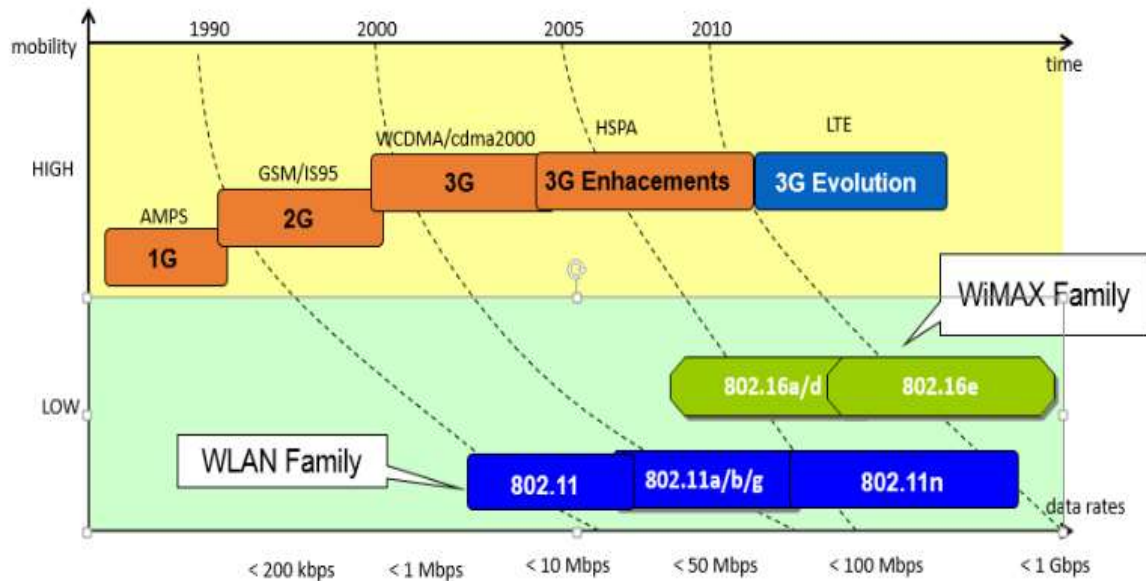 1990 2000 2005 2010
mobility
time
WCDMA/cdma2000 HSPA LTE
HIGH
3G 3G Enhacements 3G Evolution
GSM/IS95
2G
AMPS
1G
WiMAX Family
802.16a/d 802.16e
LOW
WLAN Family
802.11 802.11a/b/g 802.11n
data rates
< 200 kbps < 1 Mbps < 10 Mbps < 50 Mbps < 100 Mbps < 1 Gbps